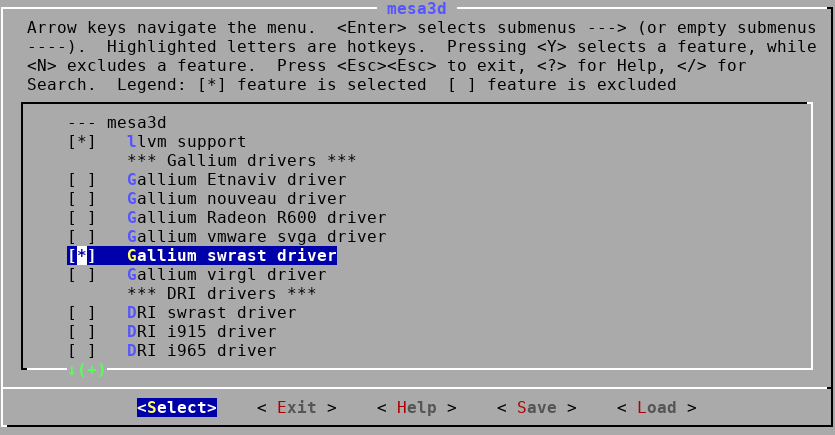 mesa3d
Arrow keys navigate the menu.  <Enter> selects submenus ---> (or empty submenus
----).  Highlighted letters are hotkeys.  Pressing <Y> selects a feature, while
<N> excludes a feature.  Press <Esc><Esc> to exit, <?> for Help, </> for
Search.  Legend: [*] feature is selected  [ ] feature is excluded
--- mesa3d
[*]   llvm support
*** Gallium drivers ***
[ ]   Gallium Etnaviv driver
[ ]   Gallium nouveau driver
[ ]   Gallium Radeon R600 driver
[ ]   Gallium vmware svga driver
[*]   Gallium swrast driver
[ ]   Gallium virgl driver
*** DRI drivers ***
[ ]   DRI swrast driver
[ ]   DRI i915 driver
[ ]   DRI i965 driver
↓(+)
<Select>    < Exit >    < Help >    < Save >    < Load >